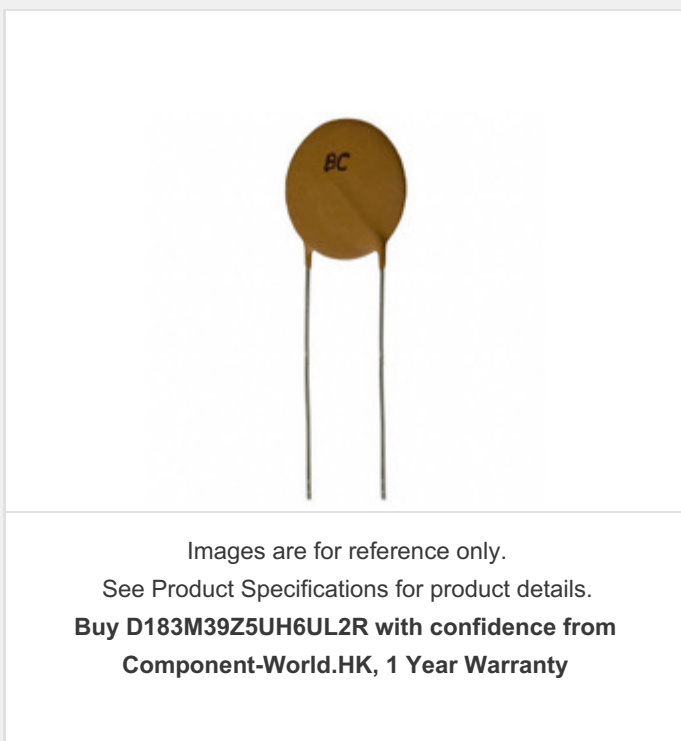 BC
Images are for reference only.
See Product Specifications for product details.
Buy D183M39Z5UH6UL2R with confidence from
Component-World.HK, 1 Year Warranty